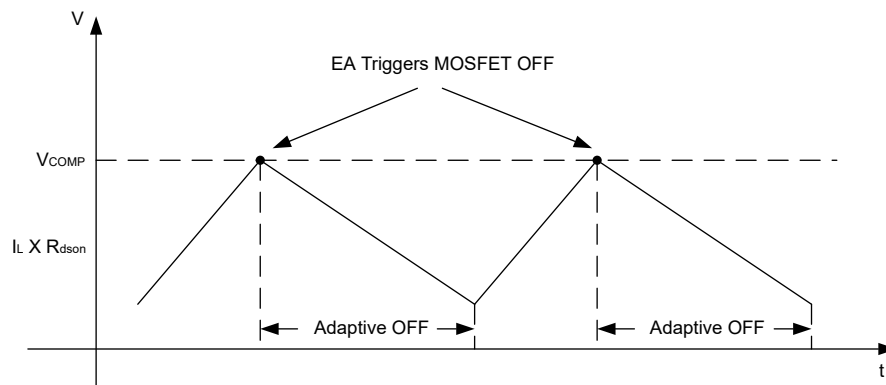 V
EA Triggers MOSFET OFF
VCOMP
IL X Rdson
Adaptive OFF
Adaptive OFF
t